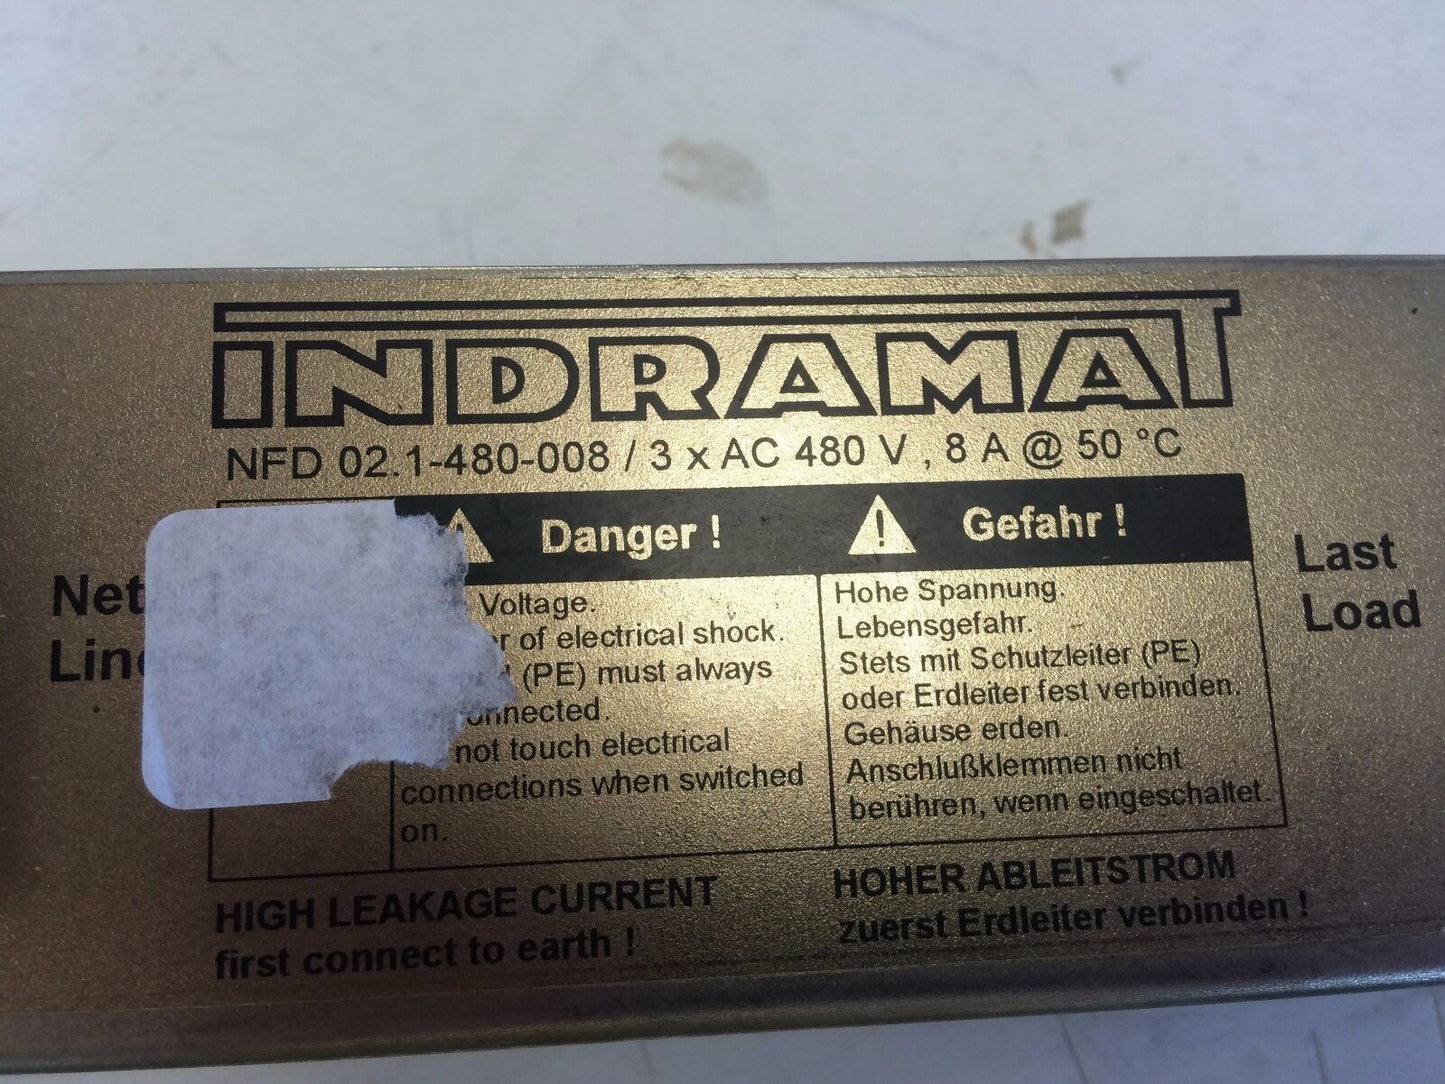 INDRAMAT
NFD 02.1-480-008 / 3 x AC 480 V , 8 A @ 50 °C
Danger !
Voltage.
of electrical shock.
(PE) must always
not touch electrical
connections when switched
on.
Gefahr !
Hohe Spannung.
Lebensgefahr.
Stets mit Schutzleiter (PE)
oder Erdleiter fest verbinden.
Gehäuse erden.
Anschlußklemmen nicht
berühren, wenn eingeschaltet.
Last
Load
HIGH LEAKAGE CURRENT
first connect to earth !
HOHER ABLEITSTROM
zuerst Erdleiter verbinden !